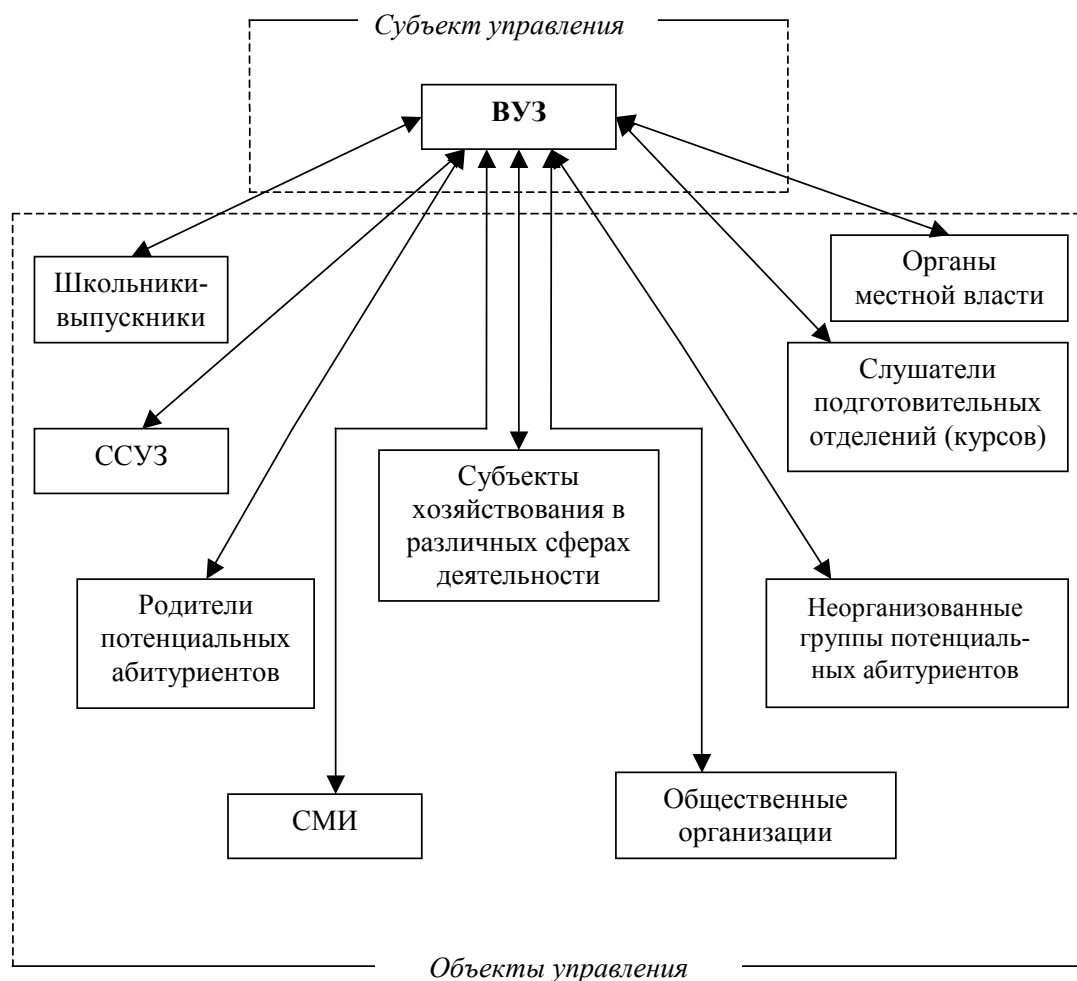 Субъект управления
ВУЗ
Школьники-
выпускники
Органы
местной власти
Слушатели
подготовительных
отделений (курсов)
ССУЗ
Субъекты
хозяйствования в
различных сферах
деятельности
Родители
потенциальных
абитуриентов
Неорганизованные
группы потенциаль-
ных абитуриентов
СМИ
Общественные
организации
Объекты управления